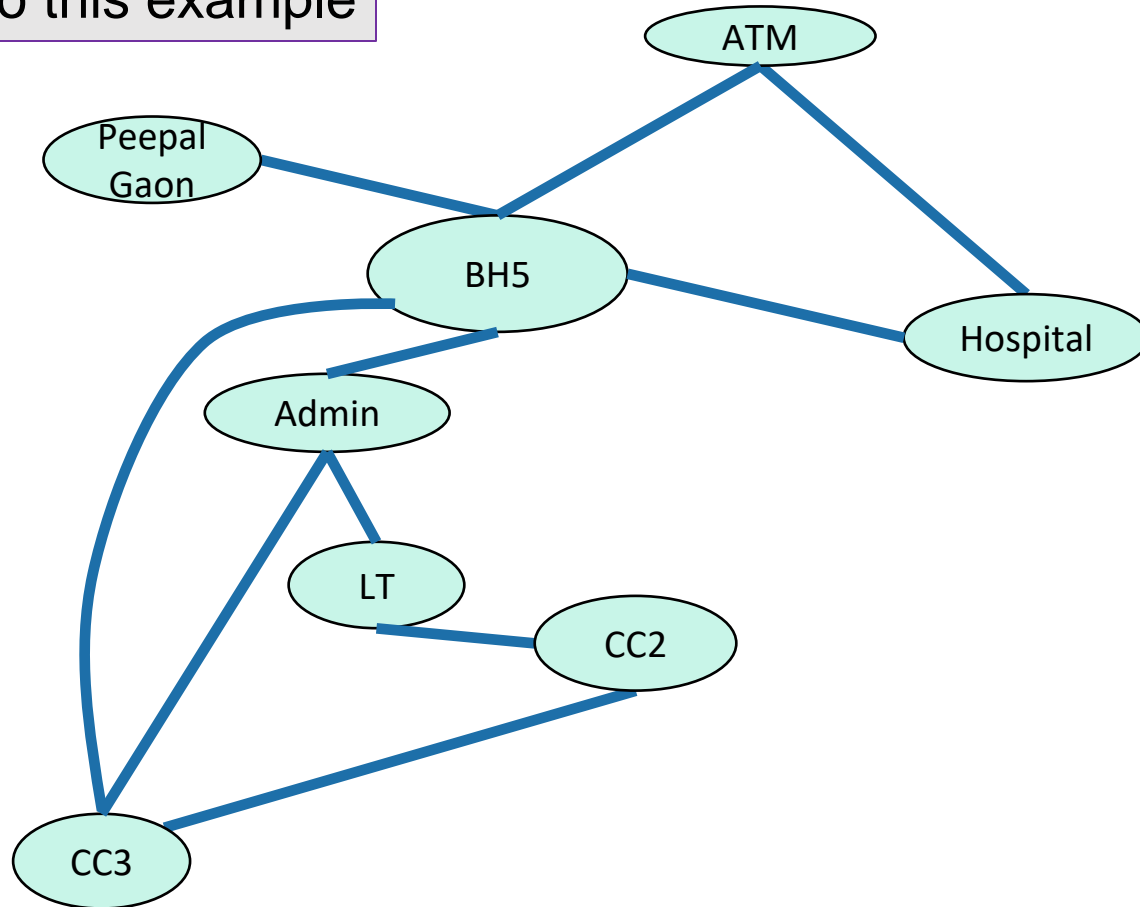 this example
ATM
Peepal
Gaon
BH5
Hospital
Admin
LT
CC2
CC3